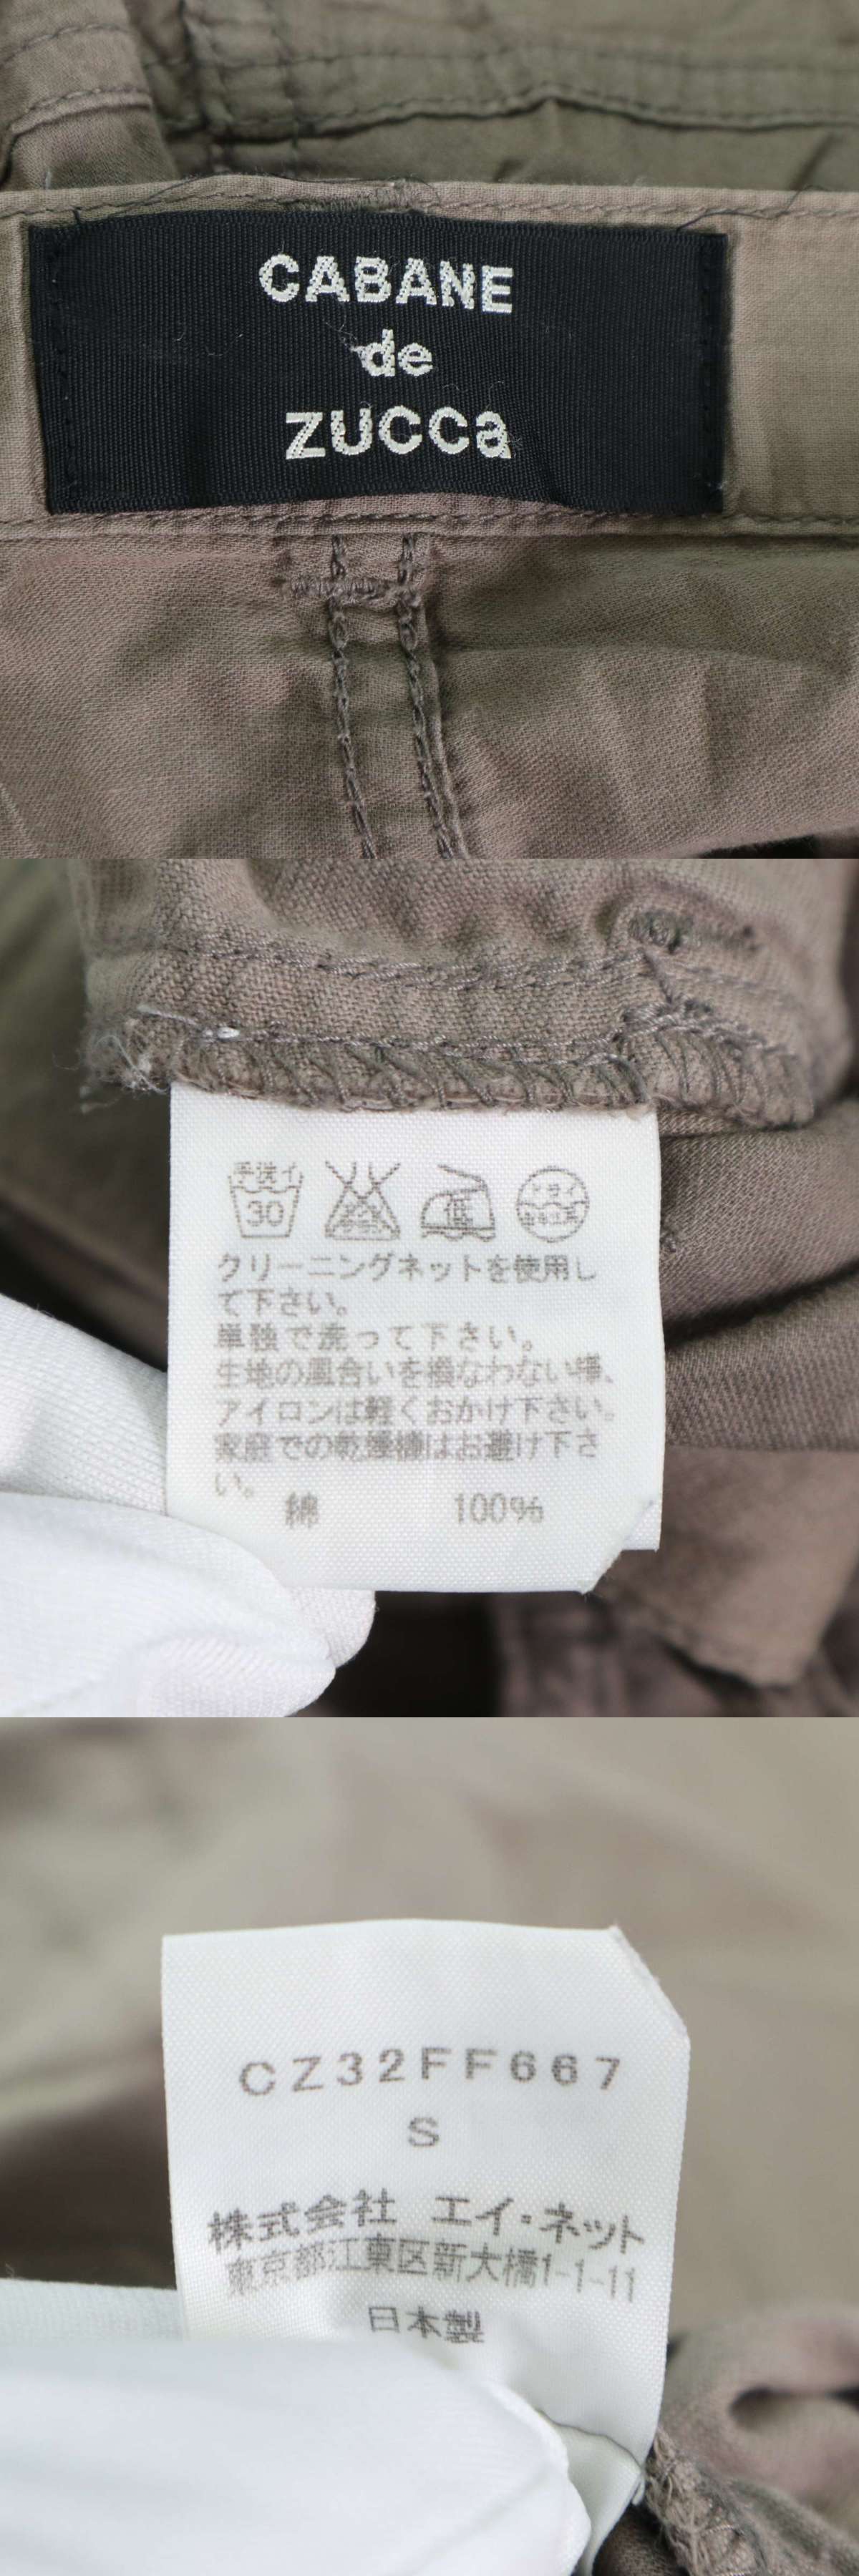 CABANE
de
ZUCCa
手洗イ
30
低
ドライ
クリーニングネットを使用し
て下さい。
単独で洗って下さい。
生地の風合いを損なわない様、
アイロンは軽くおかけ下さい。
家庭での乾燥機はお避け下さ
い。
綿 100%
CZ32FF667
S
株式会社 エイ・ネット
東京都江東区新大橋1-1-11
日本製